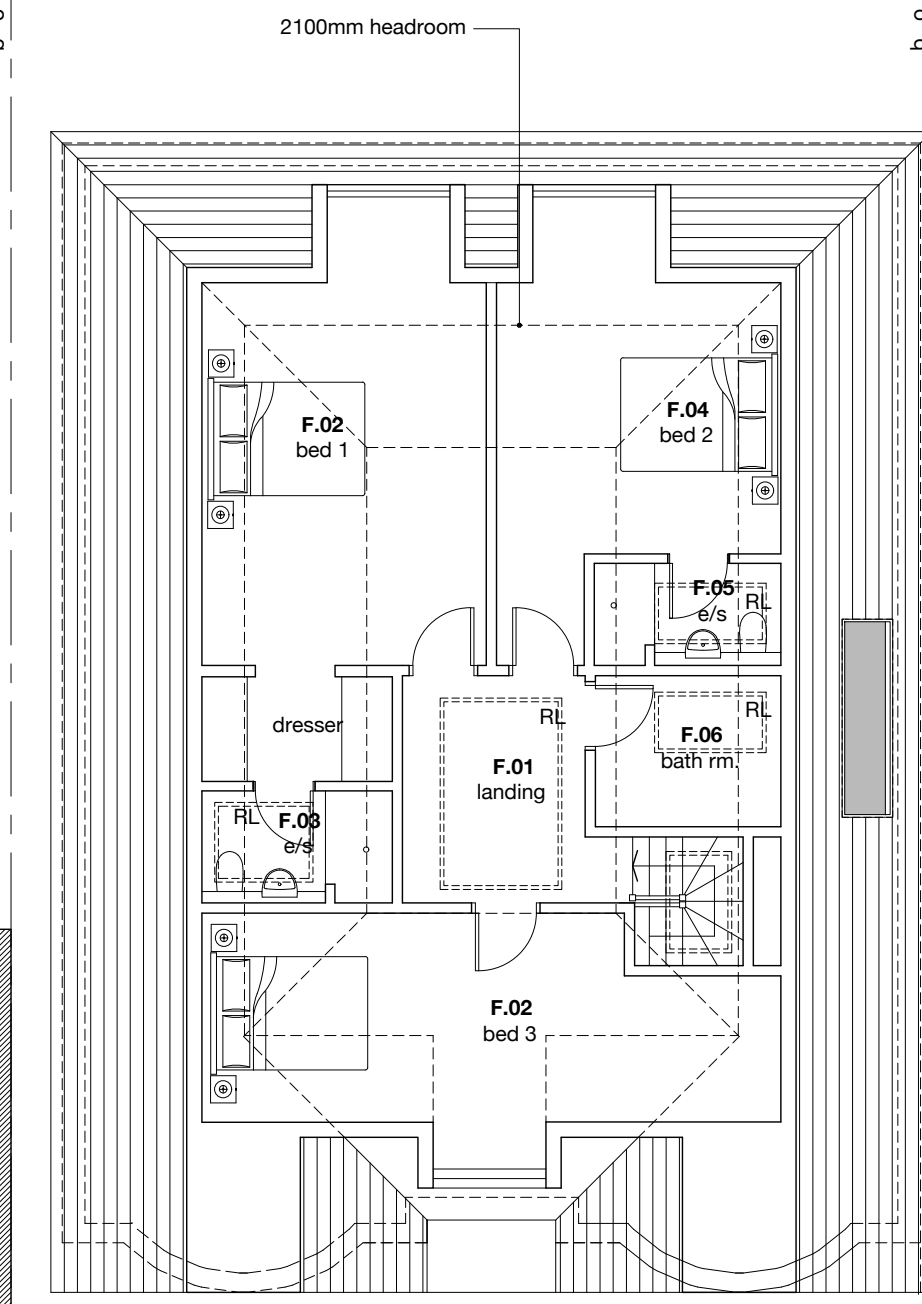 2100mm headroom
F.02
bed 1
F.04
bed 2
F.05
e/s
RL
dresser
RL
F.01
landing
RL
F.06
bath rm.
RL
F.03
e/s
F.02
bed 3